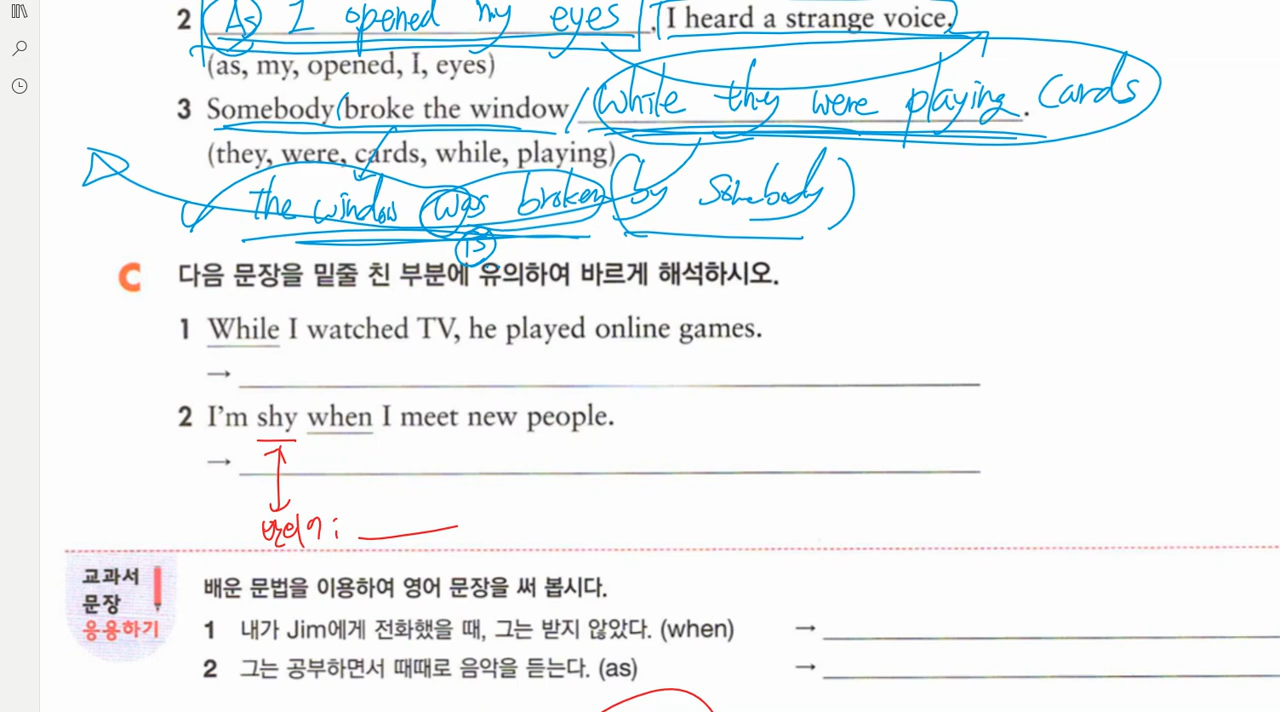 2 As I opened my eyes, I heard a strange voice.
(as, my, opened, I, eyes)
3 Somebody broke the window while they were playing cards.
(they, were, cards, while, playing)
the window was broken (by somebody)
is
C 다음 문장을 밑줄 친 부분에 유의하여 바르게 해석하시오.
1 While I watched TV, he played online games.
→
2 I'm shy when I meet new people.
→
반의어 :
교과서
문장
응용하기
배운 문법을 이용하여 영어 문장을 써 봅시다.
1 내가 Jim에게 전화했을 때, 그는 받지 않았다. (when) →
2 그는 공부하면서 때때로 음악을 듣는다. (as) →